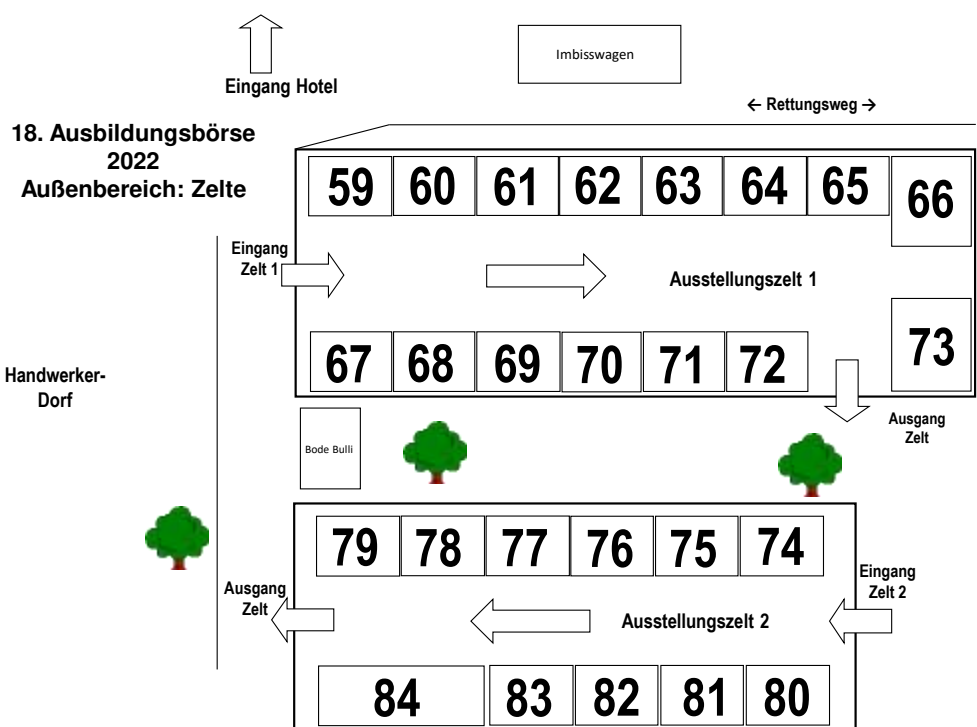 Imbisswagen
Eingang Hotel
← Rettungsweg →
18. Ausbildungsbörse
2022
Außenbereich: Zelte
59 60 61 62 63 64 65 66
Eingang
Zelt 1
Ausstellungszelt 1
67 68 69 70 71 72 73
Handwerker-
Dorf
Ausgang
Zelt
Bode Bulli
79 78 77 76 75 74
Eingang
Zelt 2
Ausgang
Zelt
Ausstellungszelt 2
84 83 82 81 80